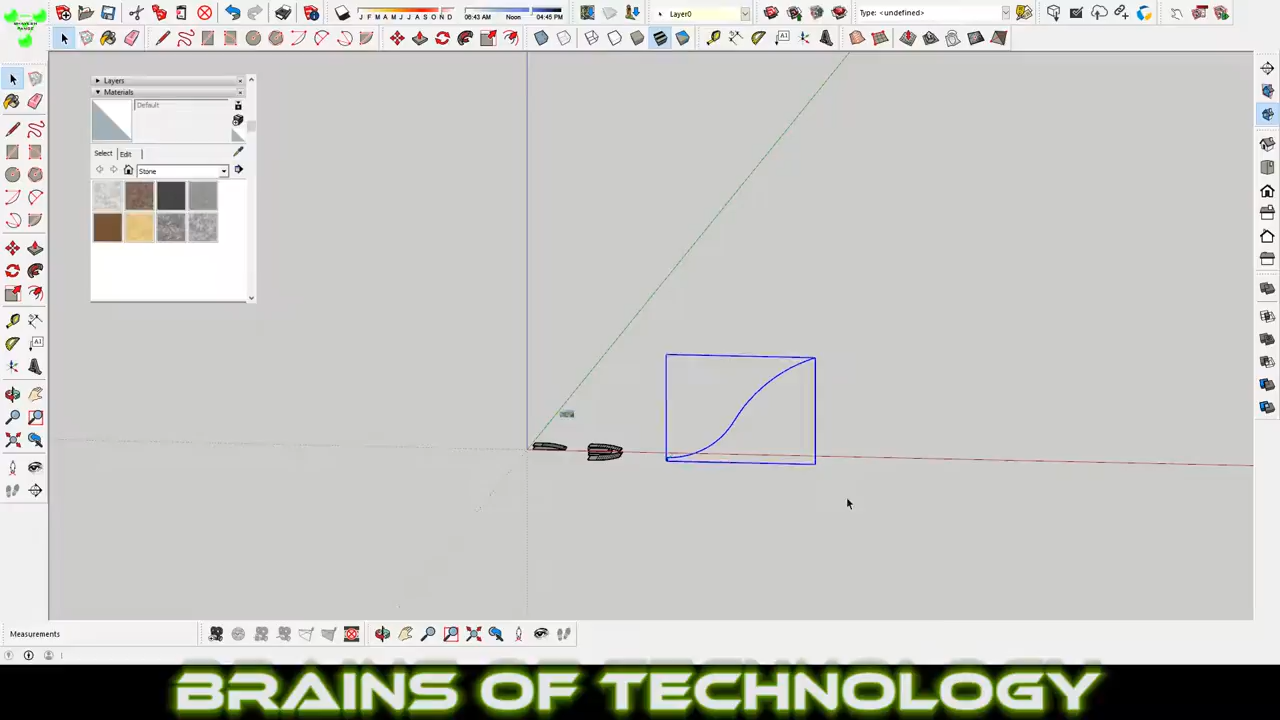 J F M A M J J A S O N D
06:43 AM Noon 04:45 PM
Layer0
Type: <undefined>
Layers
Materials
Default
Select Edit
Stone
Measurements
BRAINS OF TECHNOLOGY